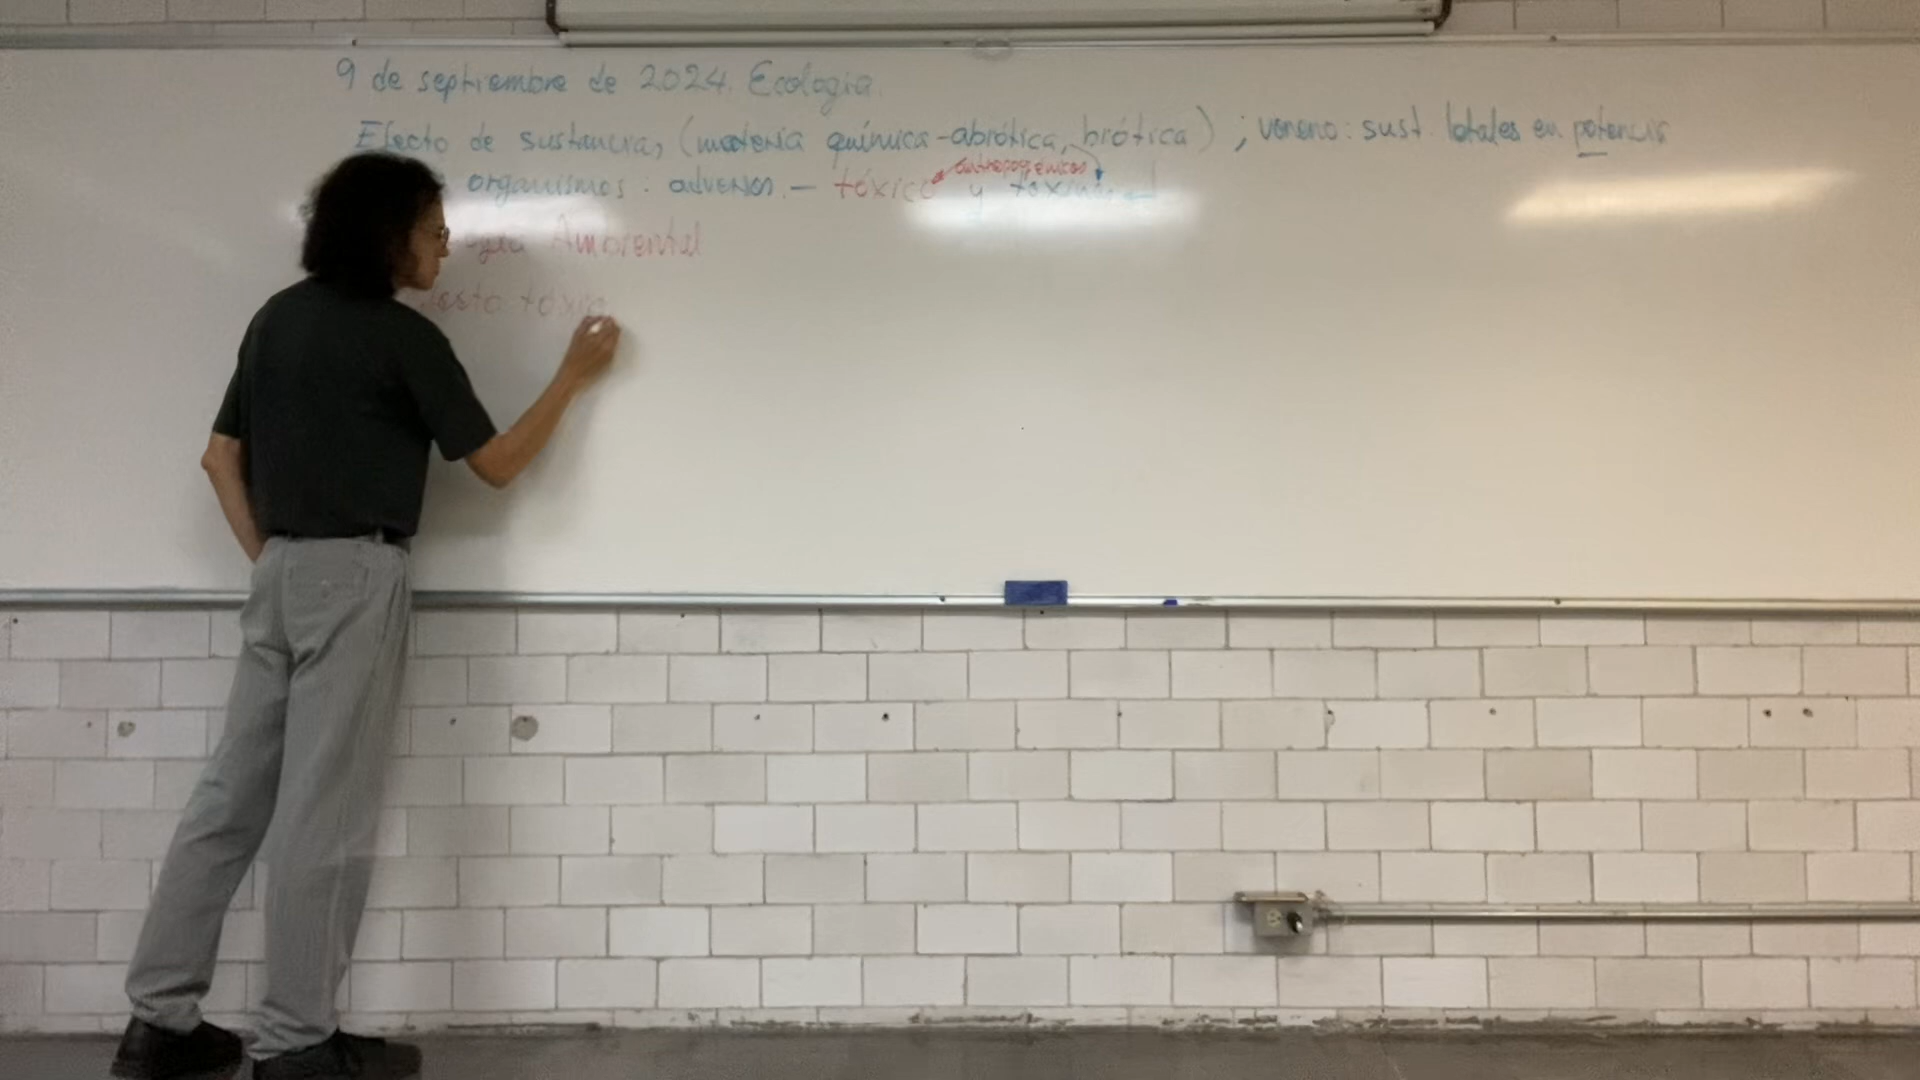 9 de septiembre de 2024. Ecología.
Efecto de sustancias (materia química-abiótica, biótica) ; veneno: sust. letales en potencia
antropogénicos
organismos : adversos. — tóxico y toxinas
Ambiental
tóxico